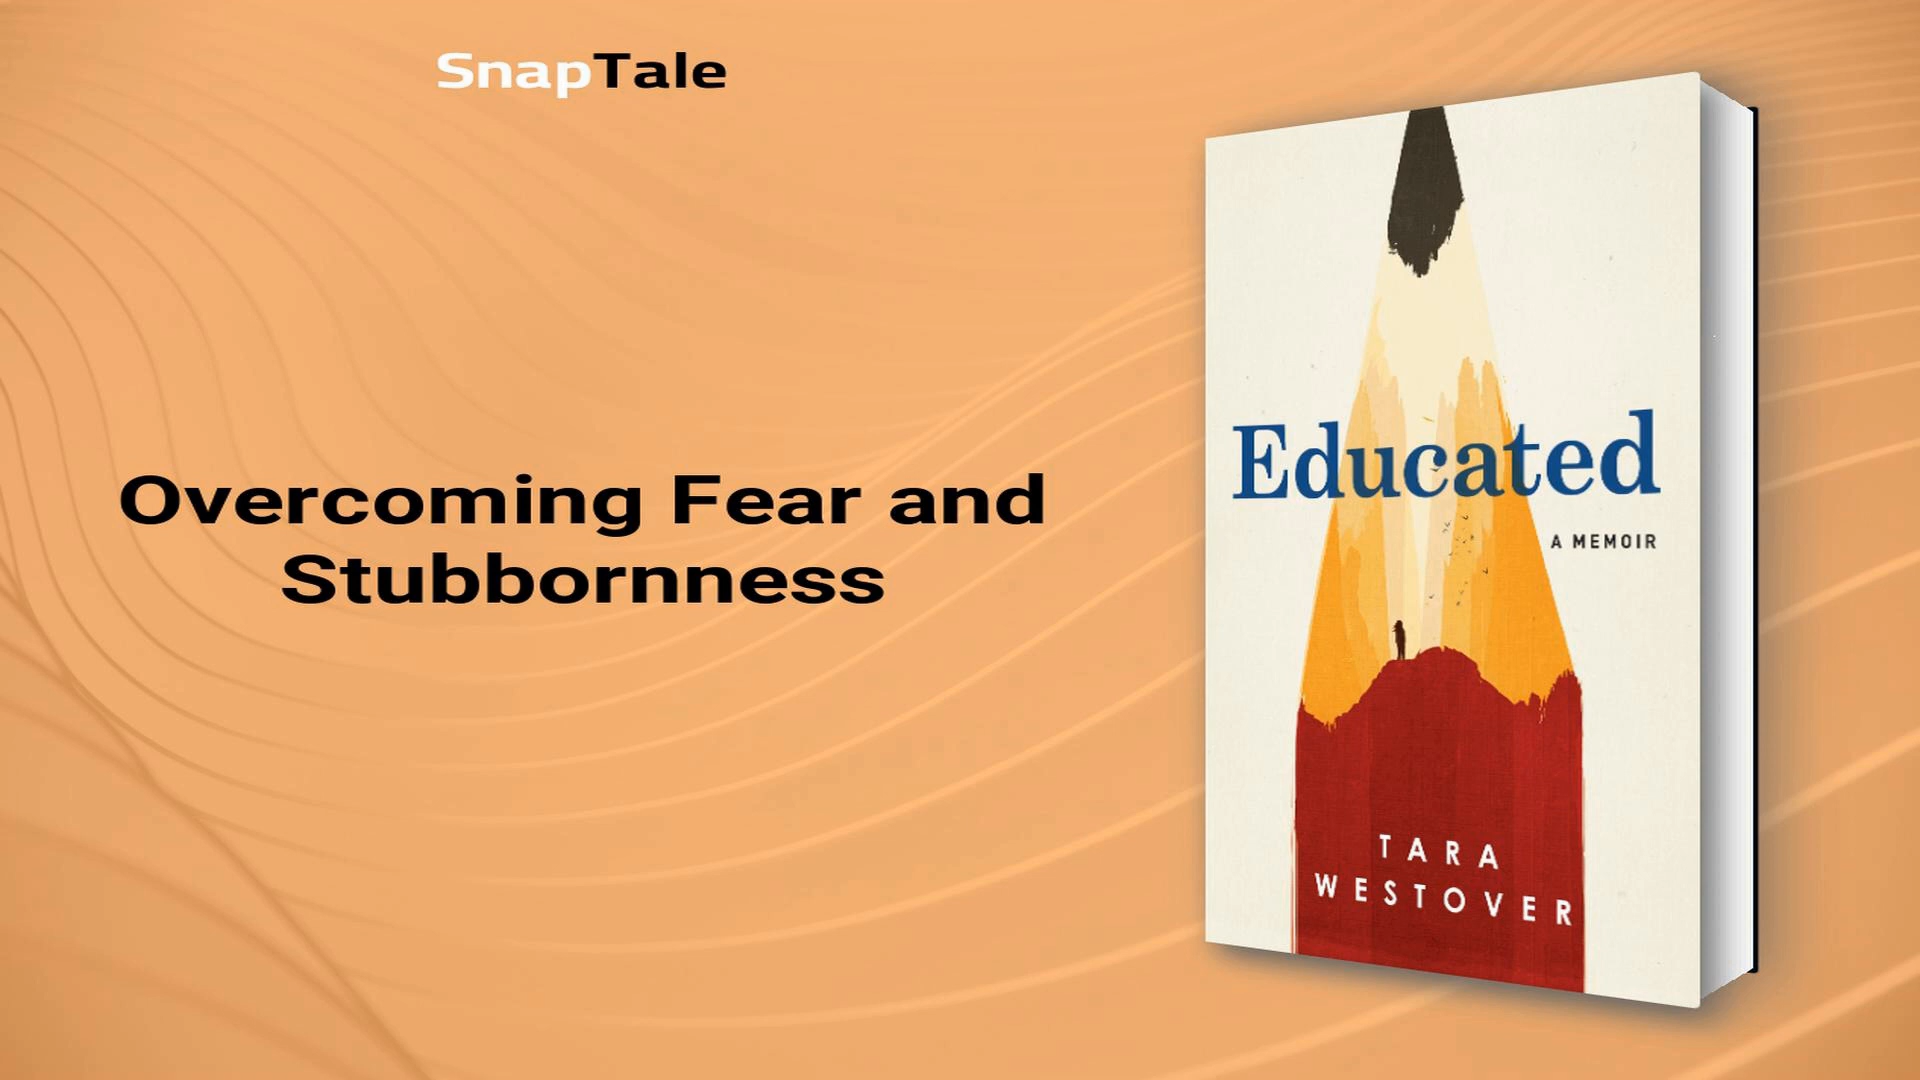 SnapTale
Overcoming Fear and
Stubbornness
Educated
A MEMOIR
TARA
WESTOVER